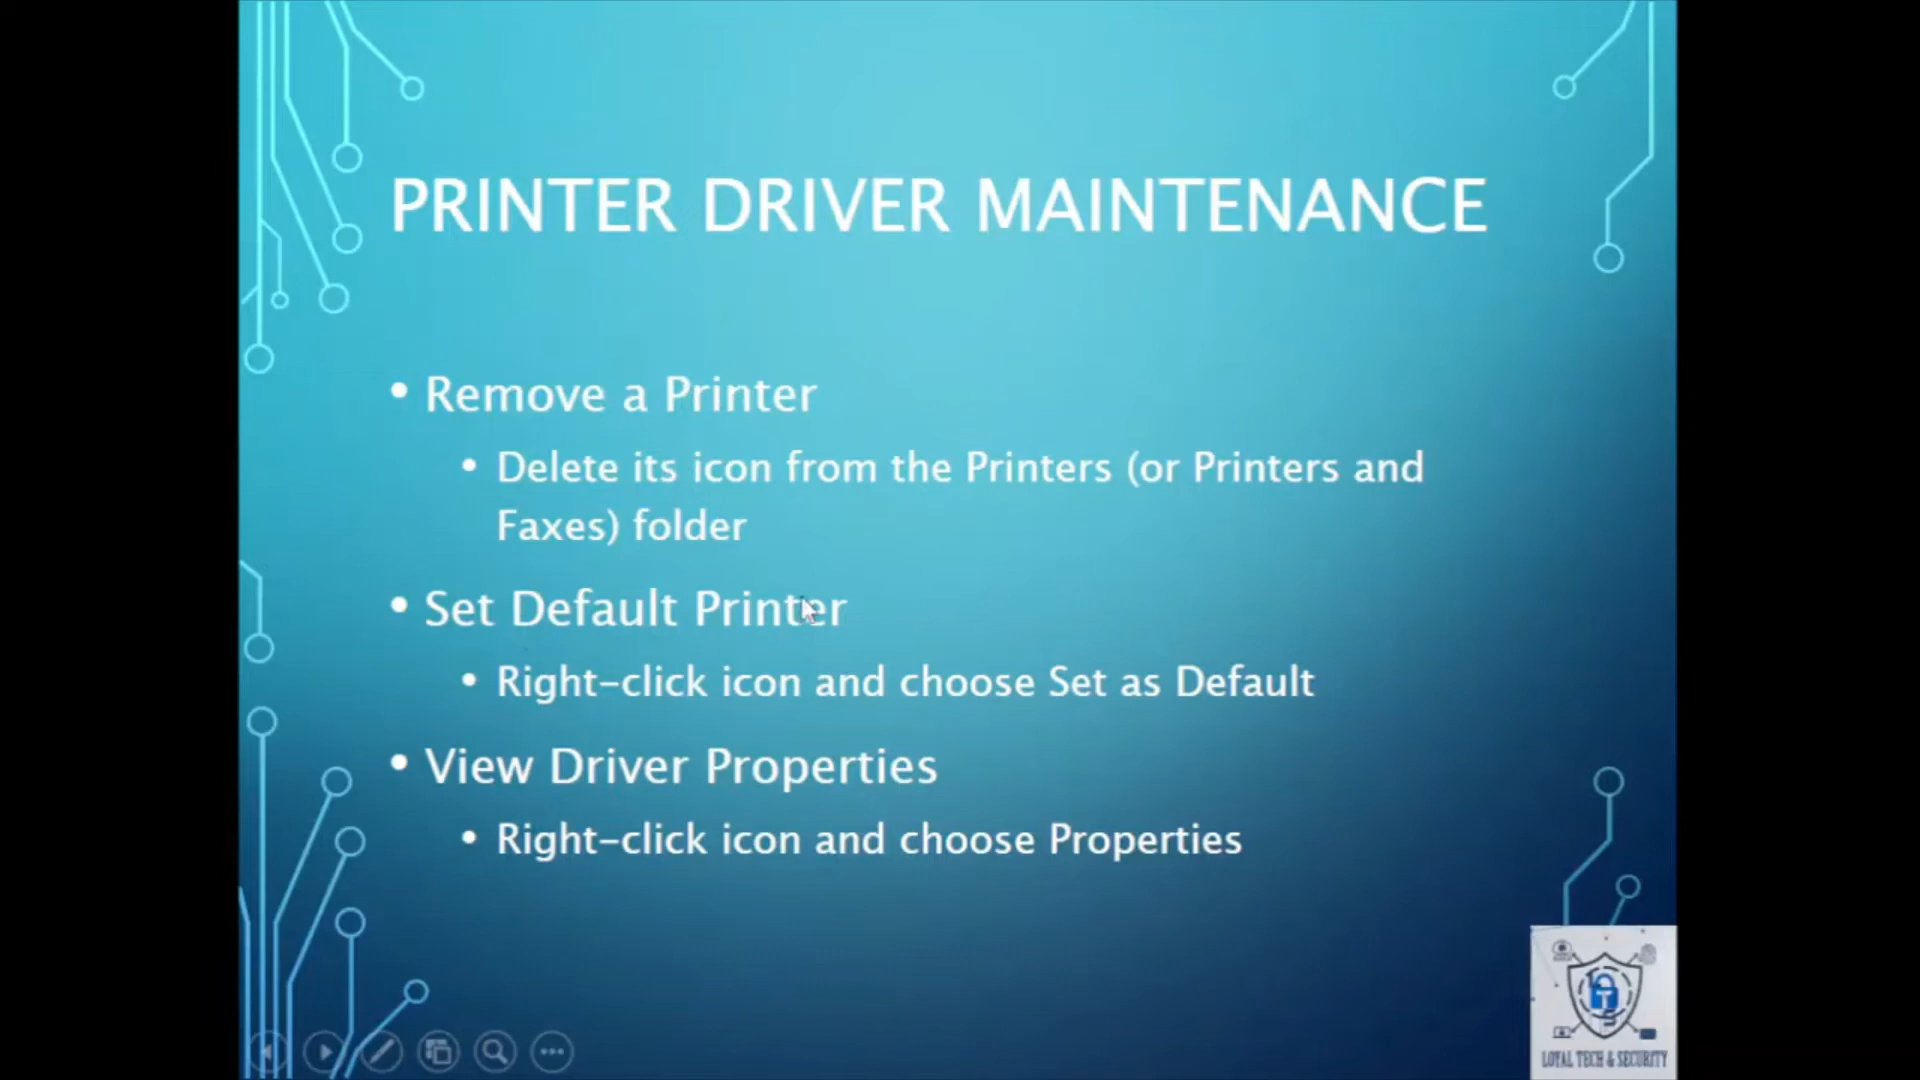 PRINTER DRIVER MAINTENANCE
• Remove a Printer
• Delete its icon from the Printers (or Printers and
Faxes) folder
• Set Default Printer
• Right-click icon and choose Set as Default
• View Driver Properties
• Right-click icon and choose Properties
LOYAL TECH & SECURITY